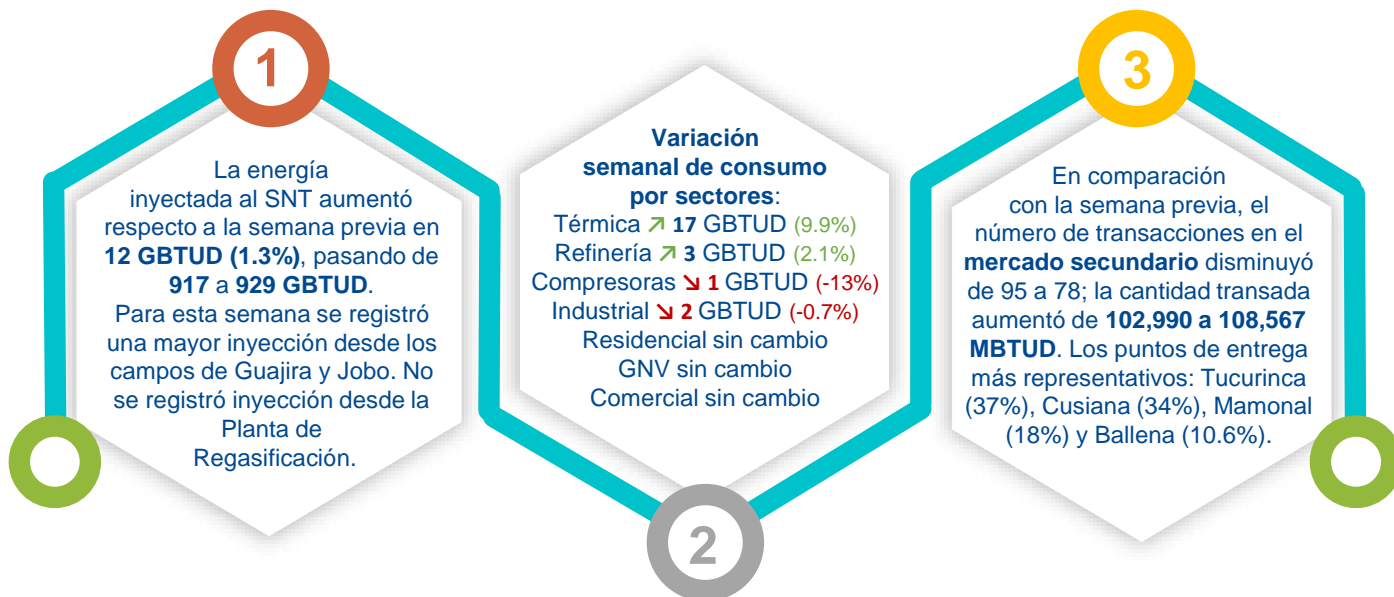 1
La energía
inyectada al SNT aumentó
respecto a la semana previa en
12 GBTUD (1.3%), pasando de
917 a 929 GBTUD.
Para esta semana se registró
una mayor inyección desde los
campos de Guajira y Jobo. No
se registró inyección desde la
Planta de
Regasificación.
Variación
semanal de consumo
por sectores:
Térmica ↗ 17 GBTUD (9.9%)
Refinería ↗ 3 GBTUD (2.1%)
Compresoras ↘ 1 GBTUD (-13%)
Industrial ↘ 2 GBTUD (-0.7%)
Residencial sin cambio
GNV sin cambio
Comercial sin cambio
2
3
En comparación
con la semana previa, el
número de transacciones en el
mercado secundario disminuyó
de 95 a 78; la cantidad transada
aumentó de 102,990 a 108,567
MBTUD. Los puntos de entrega
más representativos: Tucurinca
(37%), Cusiana (34%), Mamonal
(18%) y Ballena (10.6%).